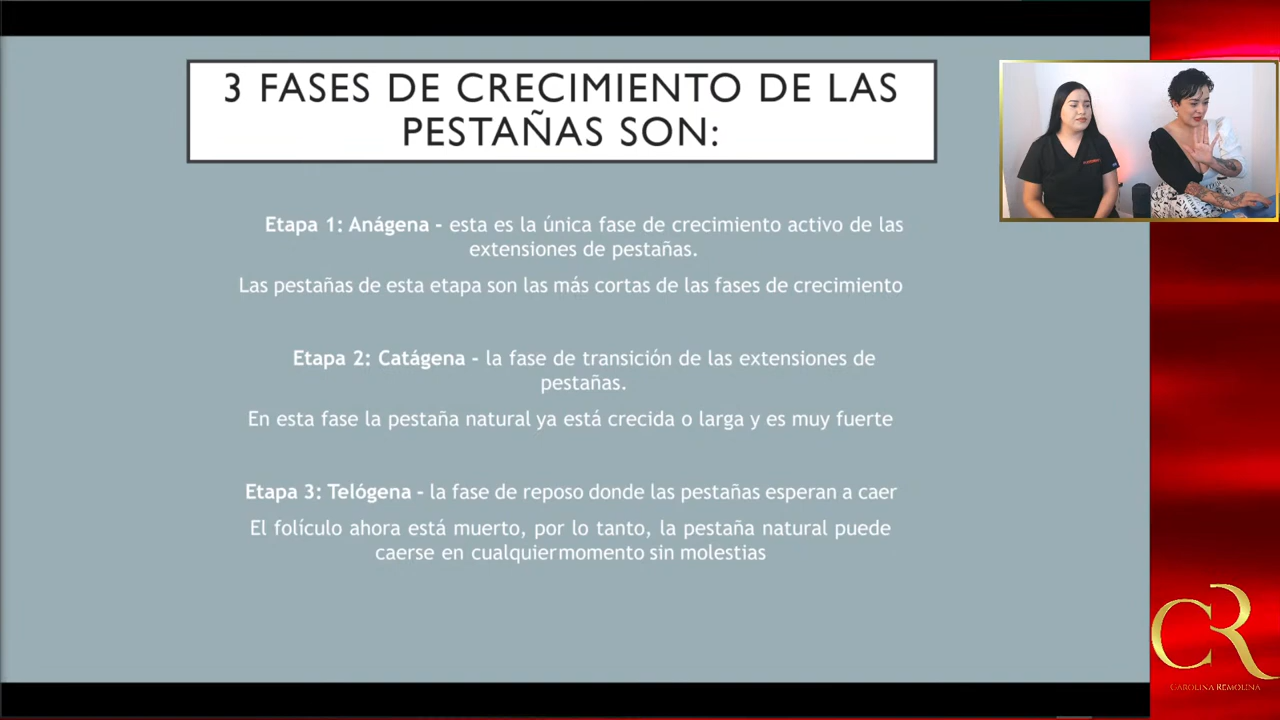 3 FASES DE CRECIMIENTO DE LAS
PESTAÑAS SON:
Etapa 1: Anágena - esta es la única fase de crecimiento activo de las
extensiones de pestañas.
Las pestañas de esta etapa son las más cortas de las fases de crecimiento
Etapa 2: Catágena - la fase de transición de las extensiones de
pestañas.
En esta fase la pestaña natural ya está crecida o larga y es muy fuerte
Etapa 3: Telógena - la fase de reposo donde las pestañas esperan a caer
El folículo ahora está muerto, por lo tanto, la pestaña natural puede
caerse en cualquier momento sin molestias
CR
CAROLINA REMOLINA